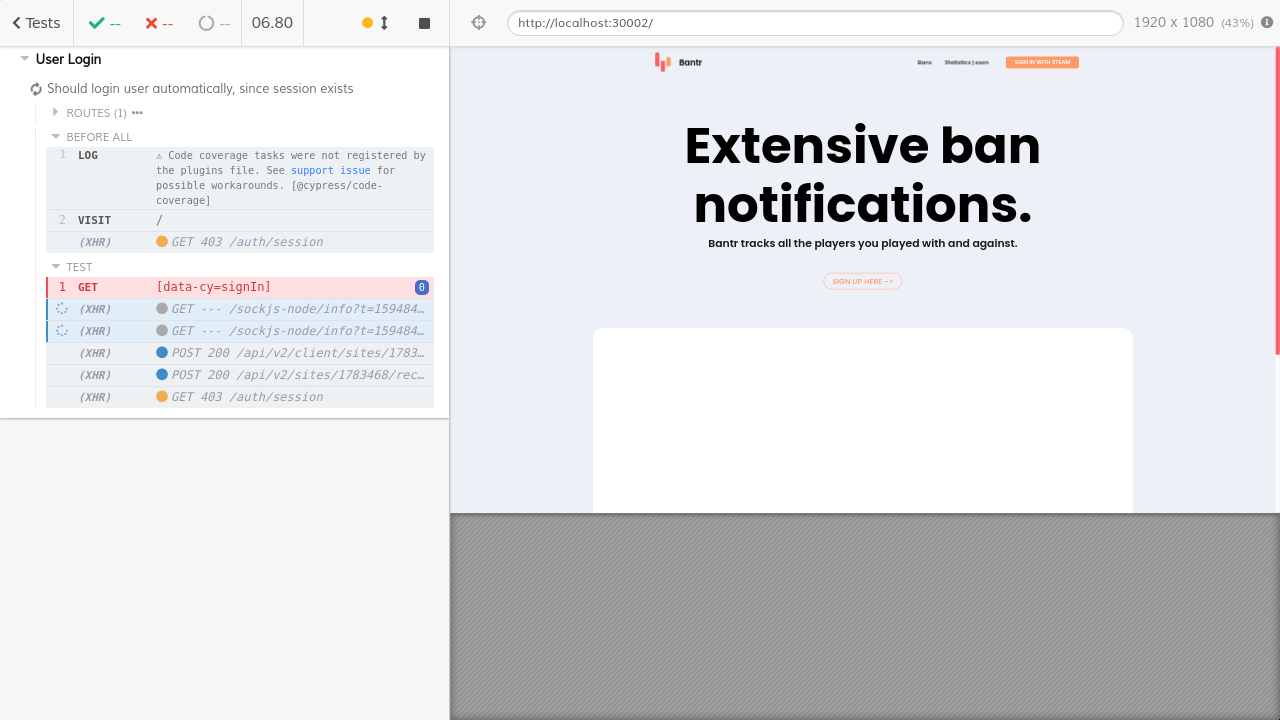 Tests
--
--
--
06.80
http://localhost:30002/
1920 x 1080 (43%)
User Login
Should login user automatically, since session exists
ROUTES (1)
BEFORE ALL
1 LOG ⚠ Code coverage tasks were not registered by
the plugins file. See support issue for
possible workarounds. [@cypress/code-
coverage]
2 VISIT /
(XHR) GET 403 /auth/session
TEST
1 GET [data-cy=signIn] 0
(XHR) GET --- /sockjs-node/info?t=159484…
(XHR) GET --- /sockjs-node/info?t=159484…
(XHR) POST 200 /api/v2/client/sites/1783…
(XHR) POST 200 /api/v2/sites/1783468/rec…
(XHR) GET 403 /auth/session
Bantr
Bans
Statistics | soon
SIGN IN WITH STEAM
Extensive ban
notifications.
Bantr tracks all the players you played with and against.
SIGN UP HERE ->